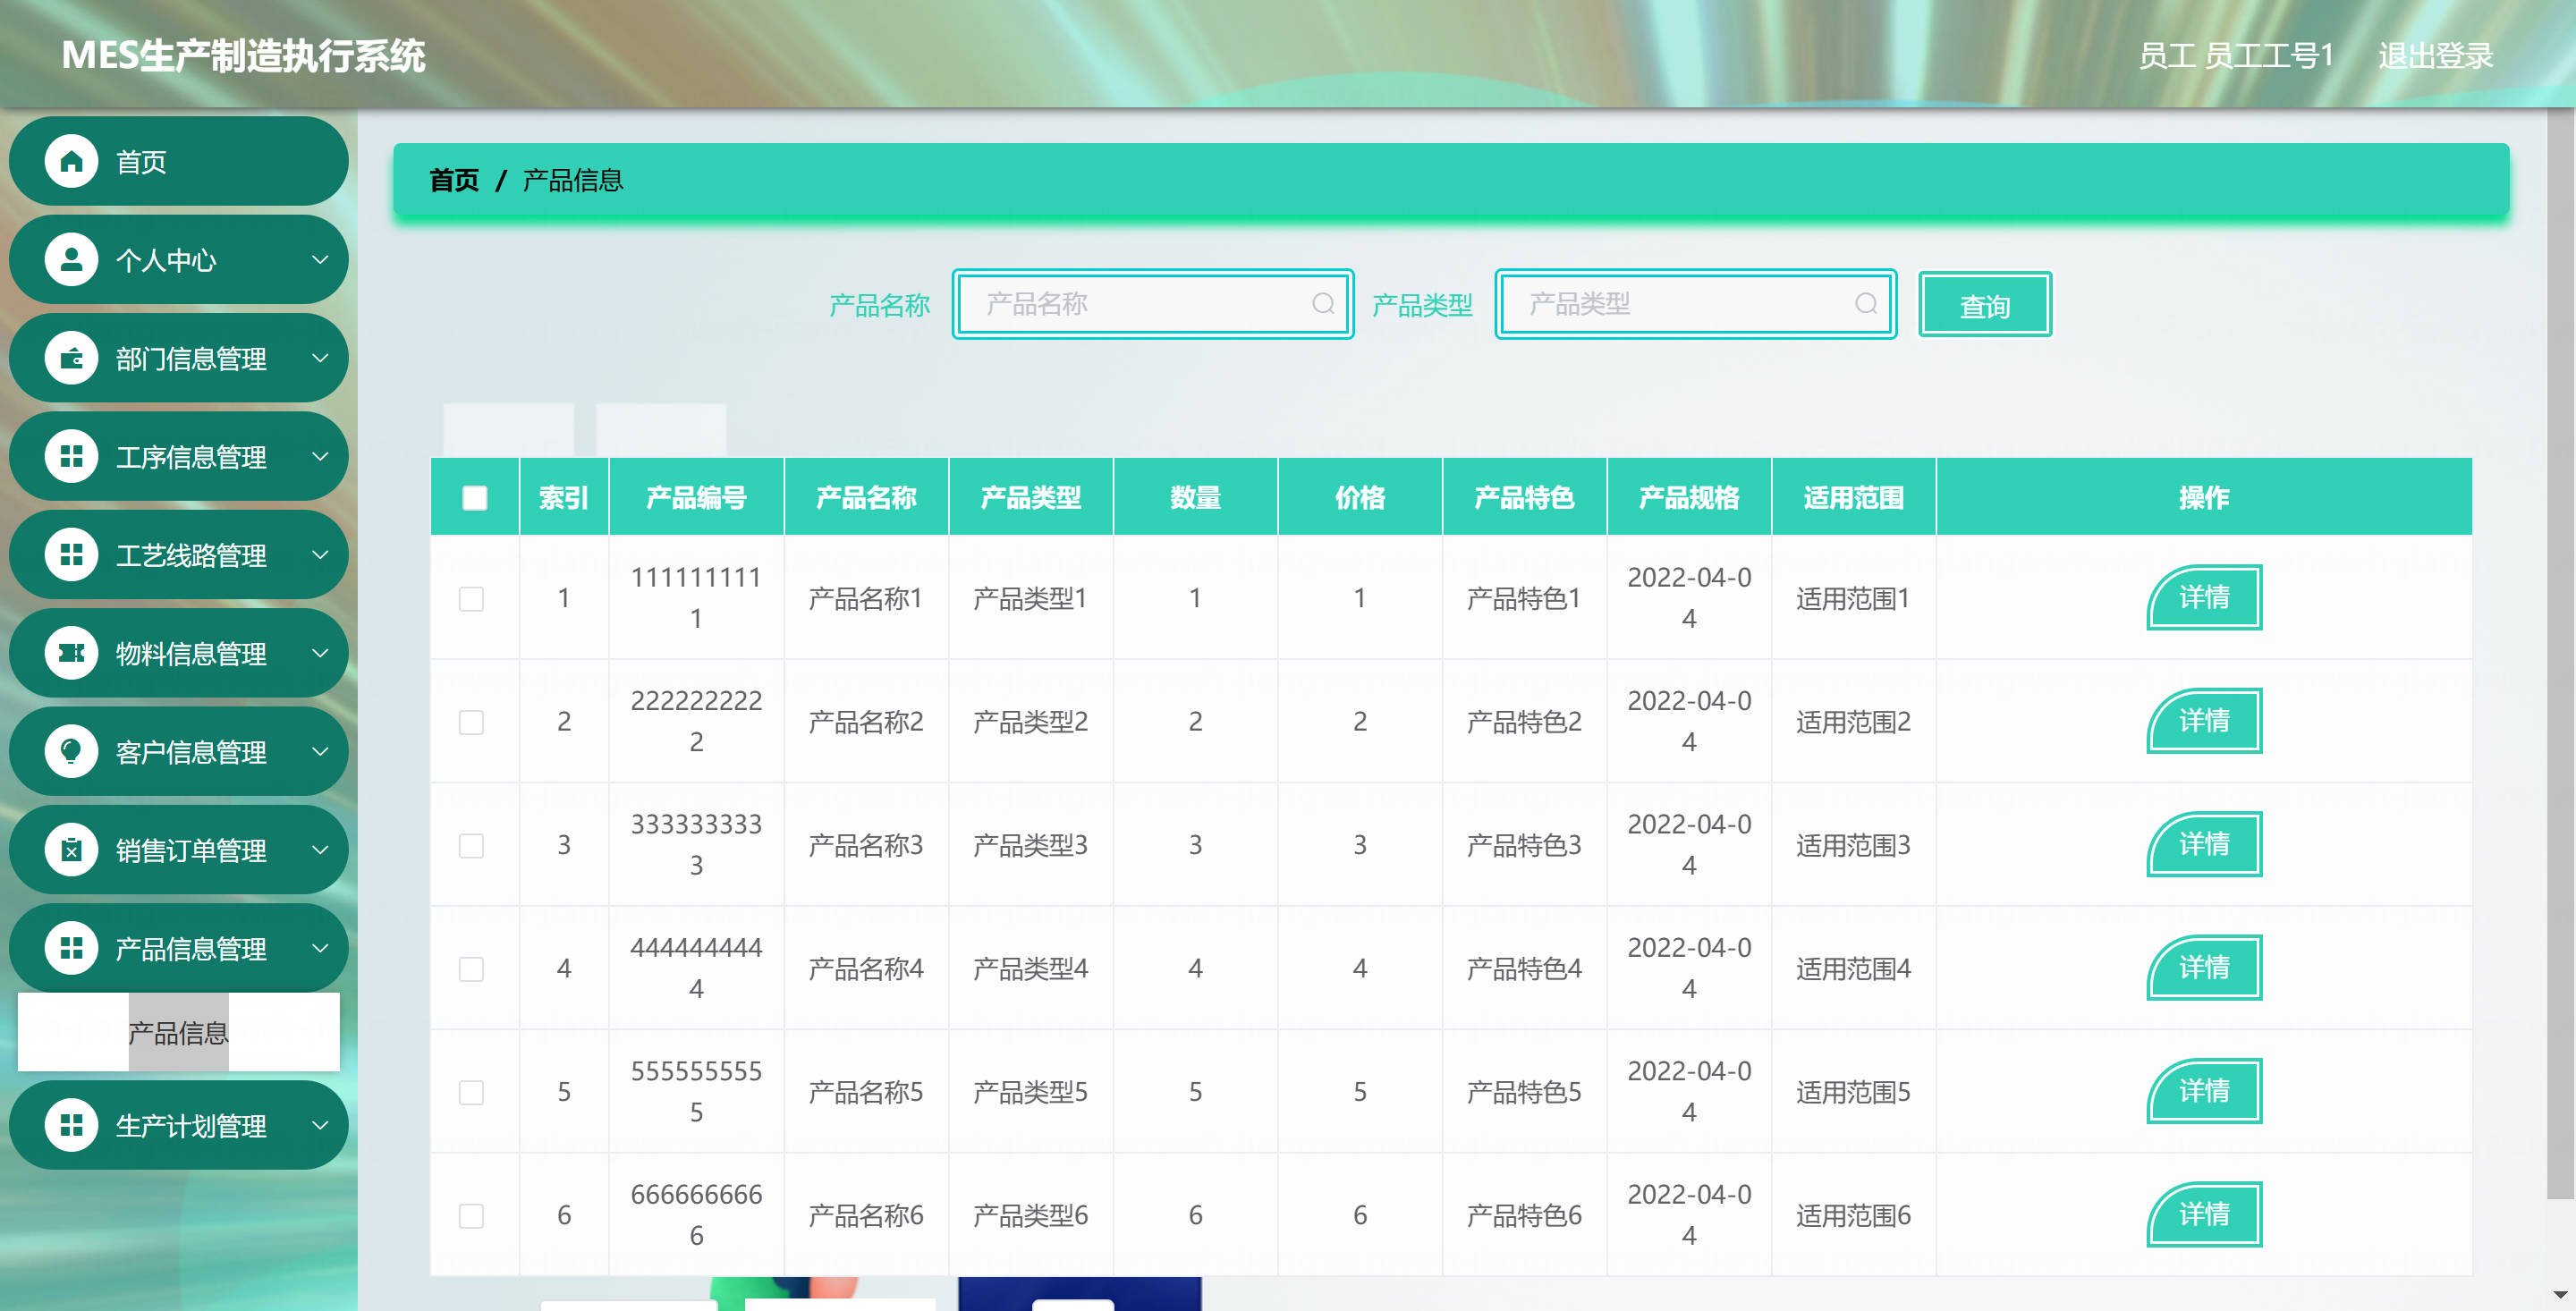 MES生产制造执行系统
员工 员工工号1 退出登录
首页
个人中心
部门信息管理
工序信息管理
工艺线路管理
物料信息管理
客户信息管理
销售订单管理
产品信息管理
产品信息
生产计划管理
首页 / 产品信息
产品名称 产品名称 产品类型 产品类型 查询
索引 产品编号 产品名称 产品类型 数量 价格 产品特色 产品规格 适用范围 操作
1 1111111111 产品名称1 产品类型1 1 1 产品特色1 2022-04-04 适用范围1 详情
2 2222222222 产品名称2 产品类型2 2 2 产品特色2 2022-04-04 适用范围2 详情
3 3333333333 产品名称3 产品类型3 3 3 产品特色3 2022-04-04 适用范围3 详情
4 4444444444 产品名称4 产品类型4 4 4 产品特色4 2022-04-04 适用范围4 详情
5 5555555555 产品名称5 产品类型5 5 5 产品特色5 2022-04-04 适用范围5 详情
6 6666666666 产品名称6 产品类型6 6 6 产品特色6 2022-04-04 适用范围6 详情